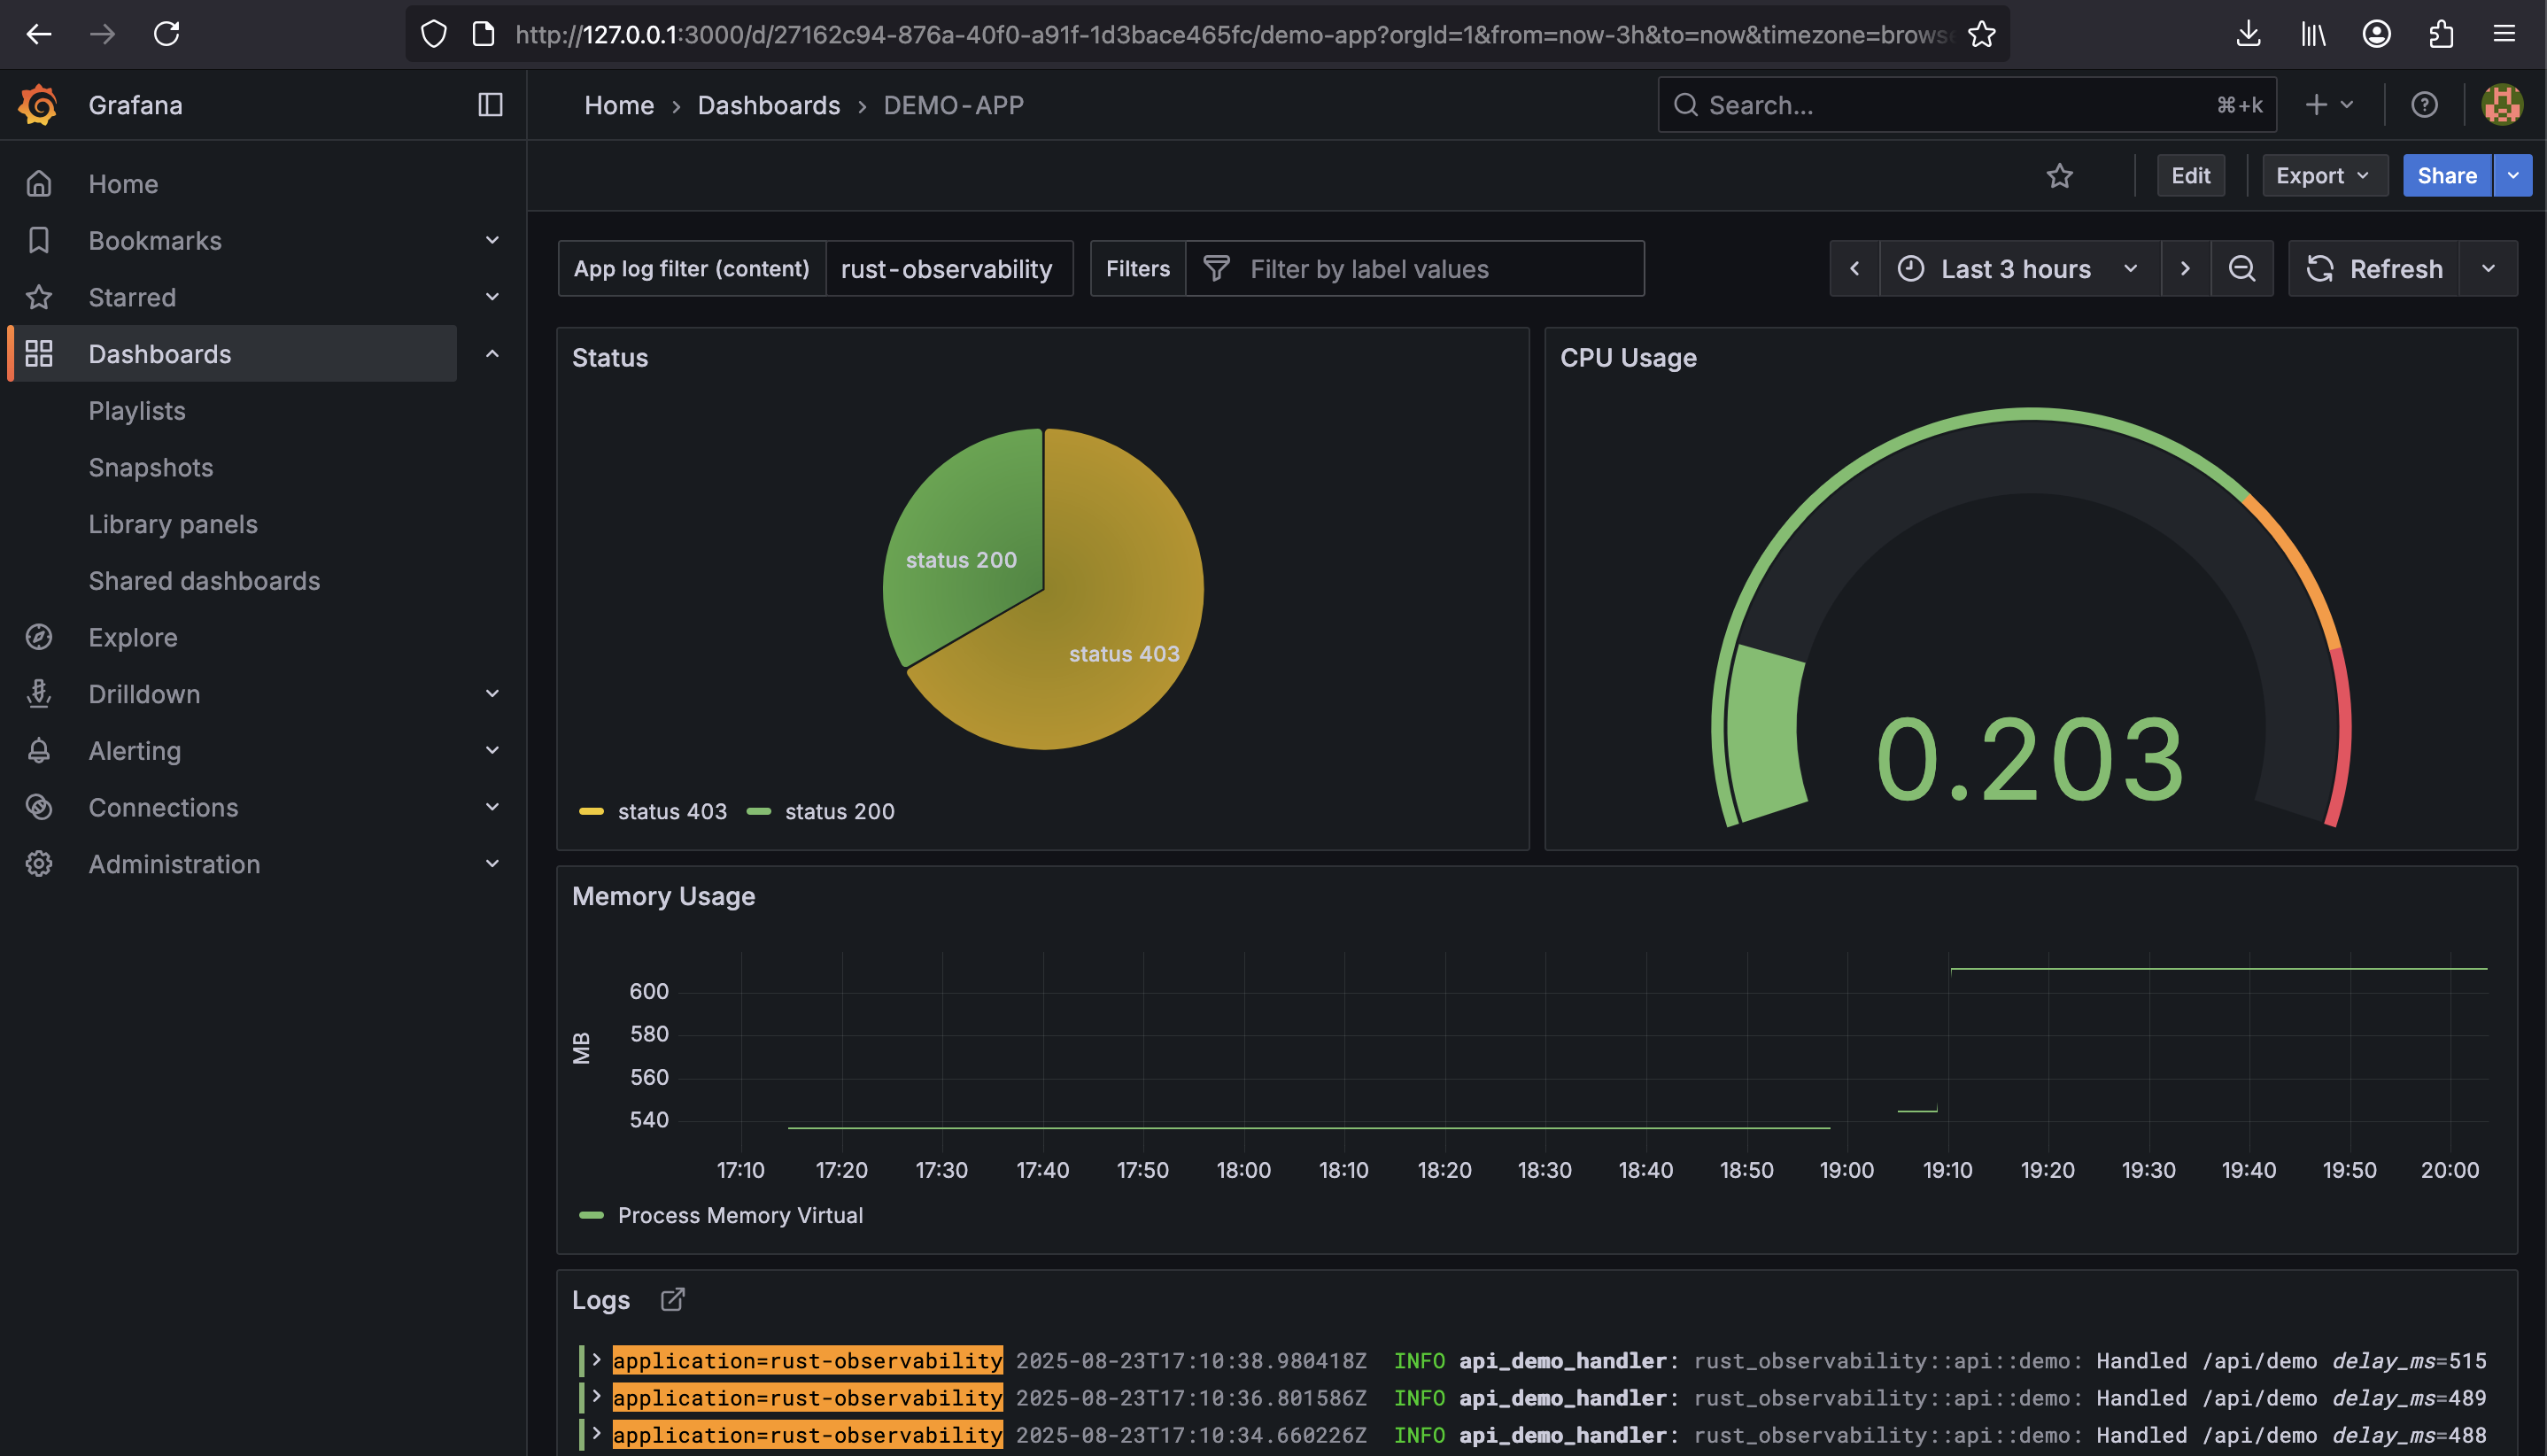 http://127.0.0.1:3000/d/27162c94-876a-40f0-a91f-1d3bace465fc/demo-app?orgId=1&from=now-3h&to=now&timezone=brows
Grafana
Home › Dashboards › DEMO-APP
Search...
⌘+k
Home
Bookmarks
Starred
Dashboards
Playlists
Snapshots
Library panels
Shared dashboards
Explore
Drilldown
Alerting
Connections
Administration
Edit
Export
Share
App log filter (content)
rust-observability
Filters
Filter by label values
Last 3 hours
Refresh
Status
status 200
status 403
status 403
status 200
CPU Usage
0.203
Memory Usage
MB
600
580
560
540
17:10 17:20 17:30 17:40 17:50 18:00 18:10 18:20 18:30 18:40 18:50 19:00 19:10 19:20 19:30 19:40 19:50 20:00
Process Memory Virtual
Logs
application=rust-observability 2025-08-23T17:10:38.980418Z INFO api_demo_handler: rust_observability::api::demo: Handled /api/demo delay_ms=515
application=rust-observability 2025-08-23T17:10:36.801586Z INFO api_demo_handler: rust_observability::api::demo: Handled /api/demo delay_ms=489
application=rust-observability 2025-08-23T17:10:34.660226Z INFO api_demo_handler: rust_observability::api::demo: Handled /api/demo delay_ms=488